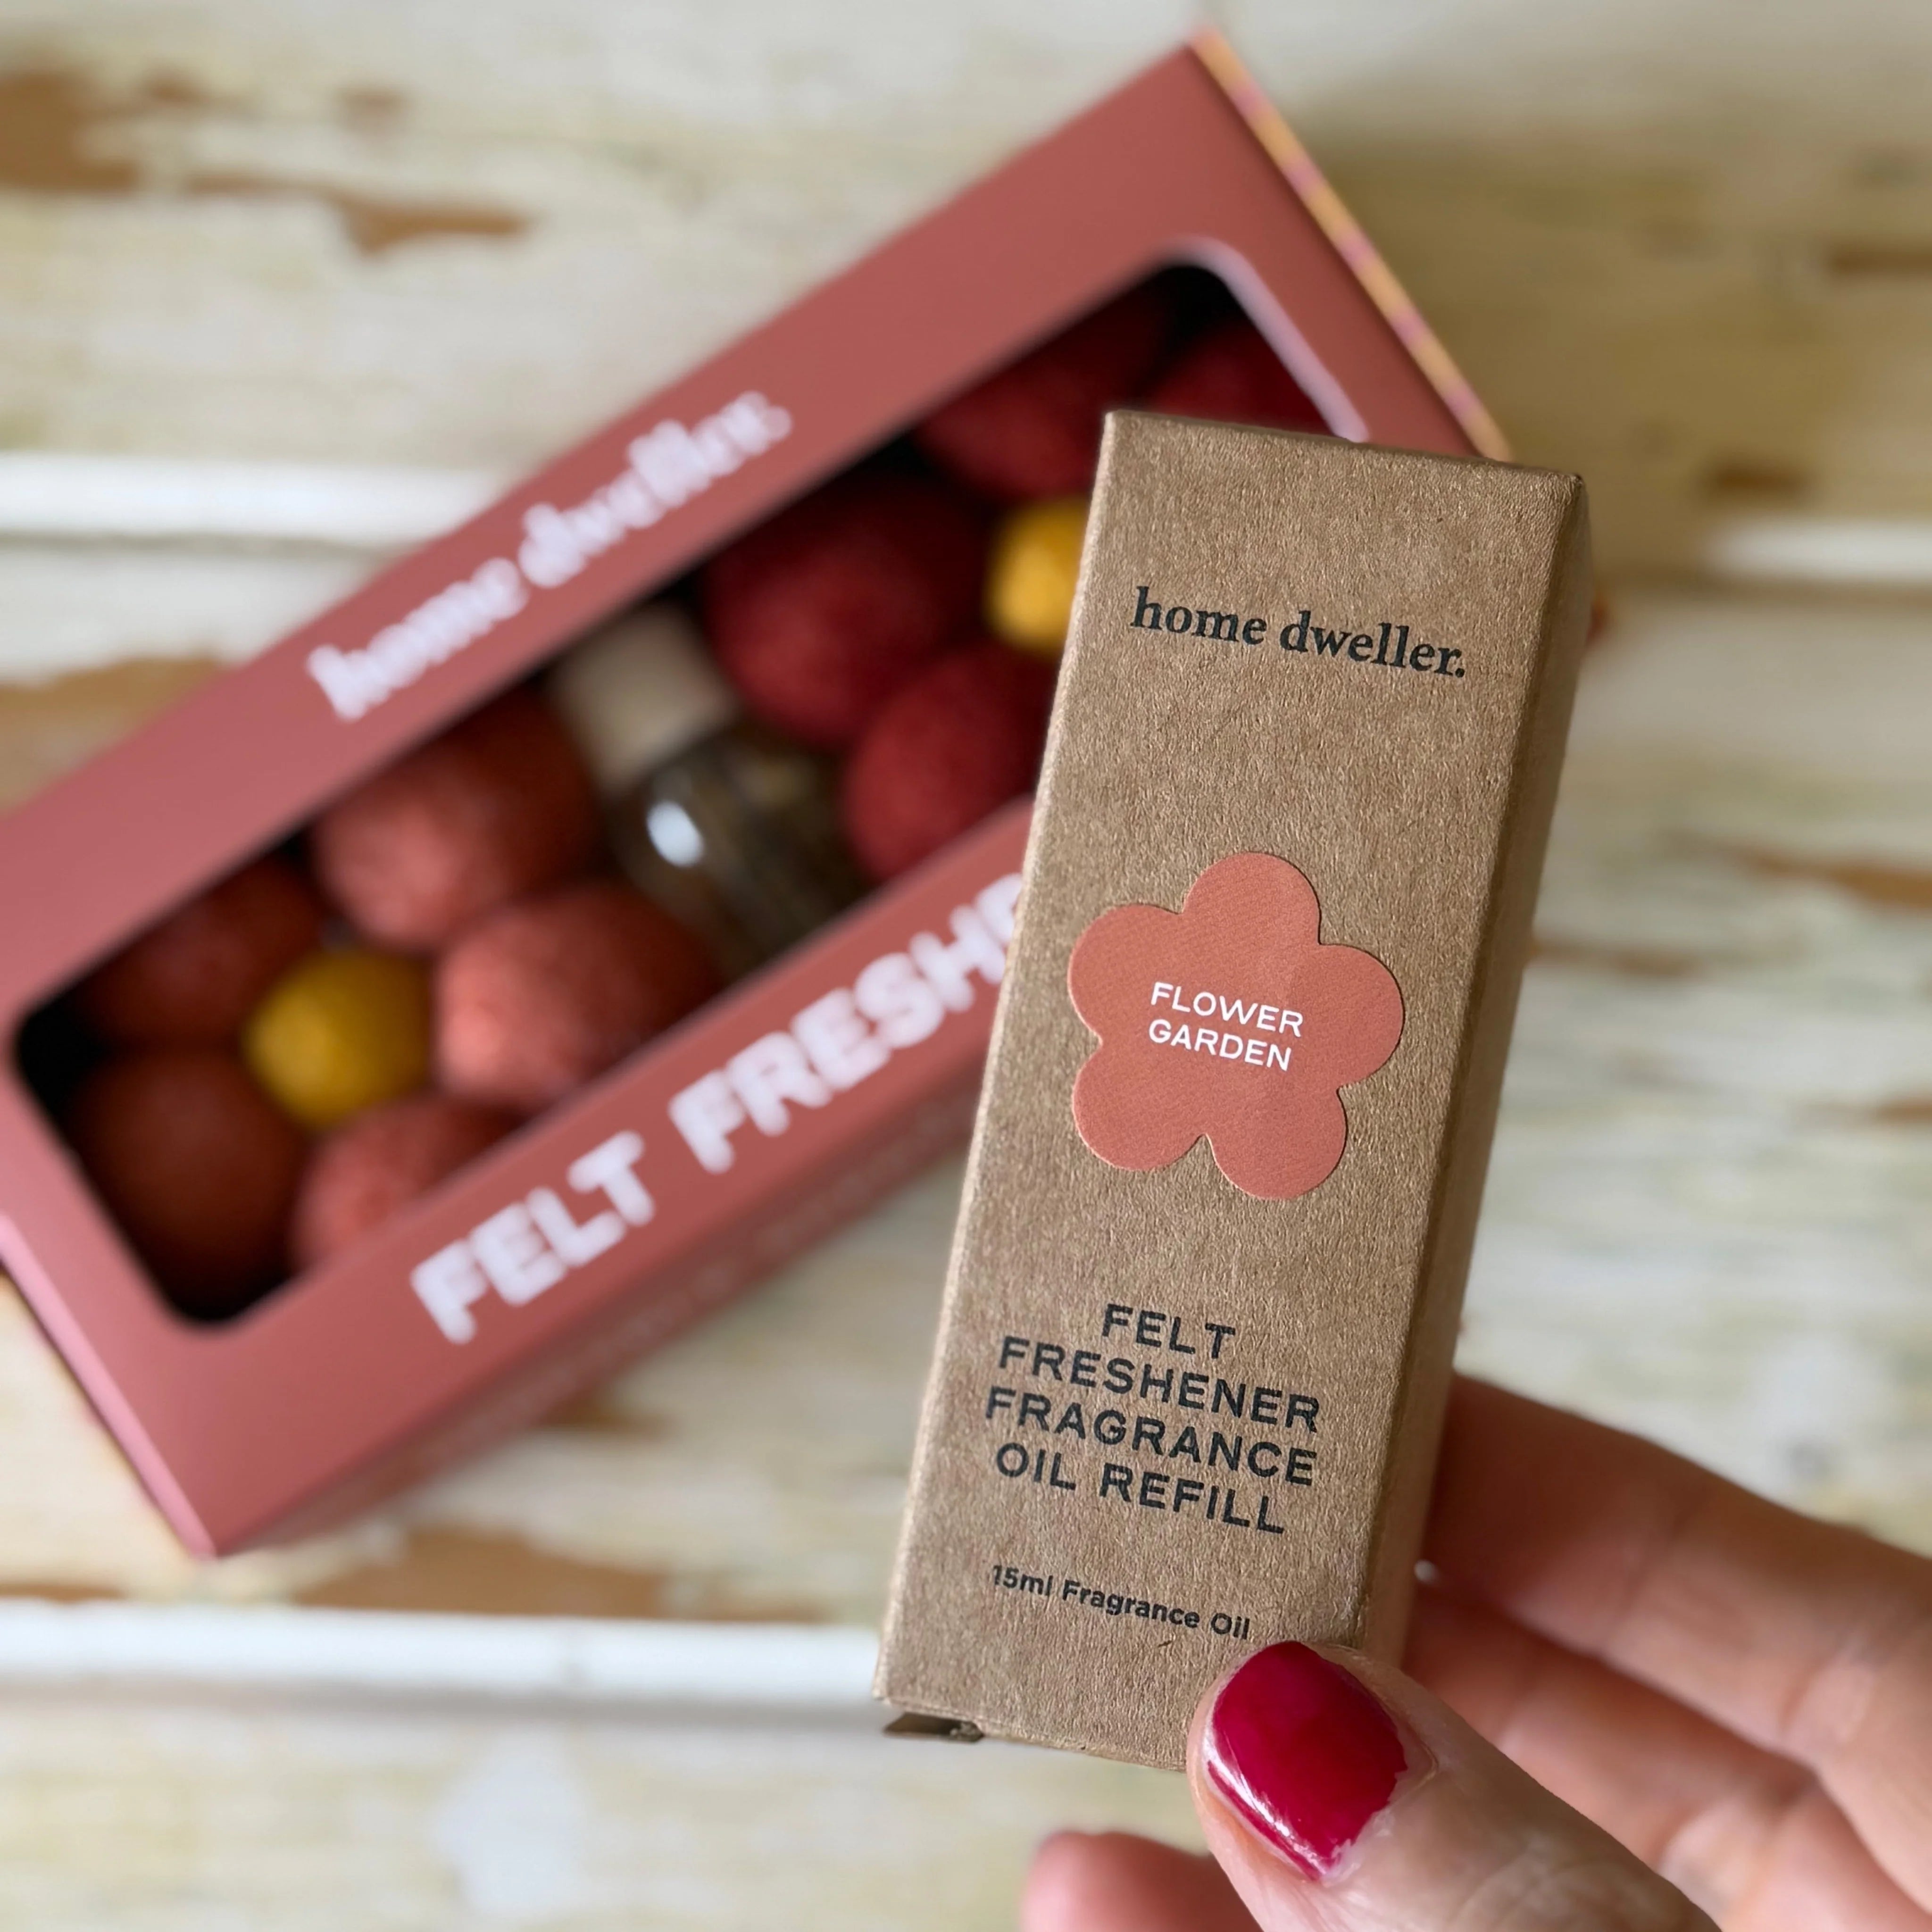 home dweller
FELT FRESHE
home dweller.
FLOWER
GARDEN
FELT
FRESHENER
FRAGRANCE
OIL REFILL
15ml Fragrance Oil